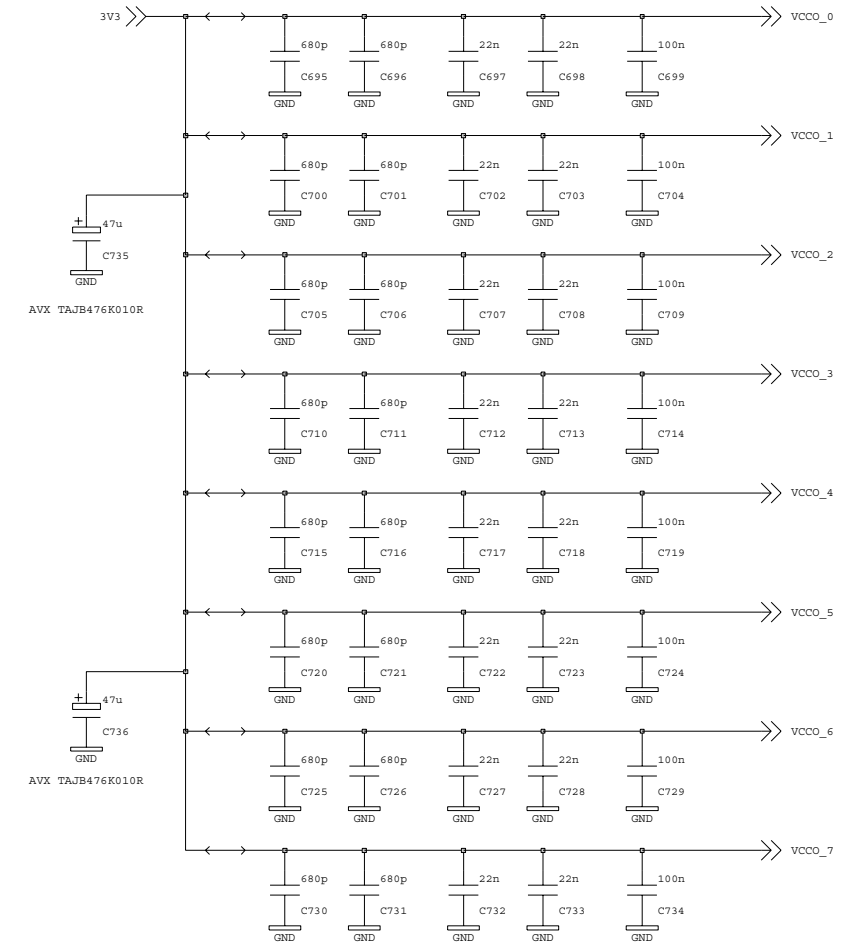 3V3 VCCO_0
680p 680p 22n 22n 100n
C695 C696 C697 C698 C699
GND GND GND GND GND
VCCO_1
680p 680p 22n 22n 100n
C700 C701 C702 C703 C704
GND GND GND GND GND
47u
C735
GND
AVX TAJB476K010R
VCCO_2
680p 680p 22n 22n 100n
C705 C706 C707 C708 C709
GND GND GND GND GND
VCCO_3
680p 680p 22n 22n 100n
C710 C711 C712 C713 C714
GND GND GND GND GND
VCCO_4
680p 680p 22n 22n 100n
C715 C716 C717 C718 C719
GND GND GND GND GND
VCCO_5
680p 680p 22n 22n 100n
C720 C721 C722 C723 C724
GND GND GND GND GND
47u
C736
GND
AVX TAJB476K010R
VCCO_6
680p 680p 22n 22n 100n
C725 C726 C727 C728 C729
GND GND GND GND GND
VCCO_7
680p 680p 22n 22n 100n
C730 C731 C732 C733 C734
GND GND GND GND GND